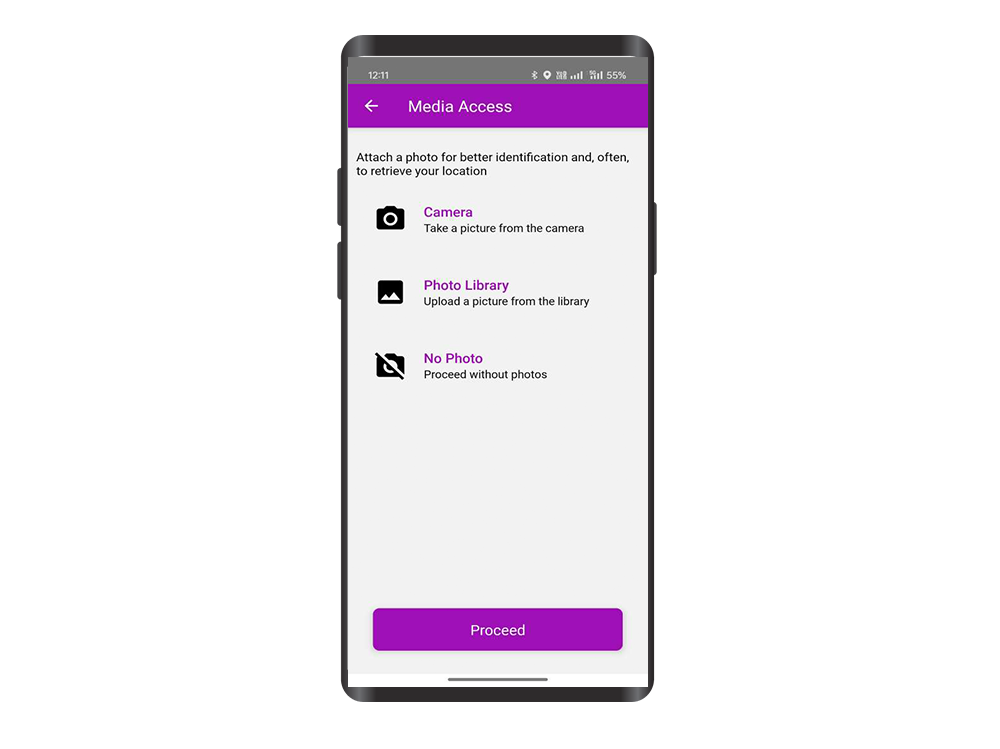 12:11
55%
Media Access
Attach a photo for better identification and, often,
to retrieve your location
Camera
Take a picture from the camera
Photo Library
Upload a picture from the library
No Photo
Proceed without photos
Proceed